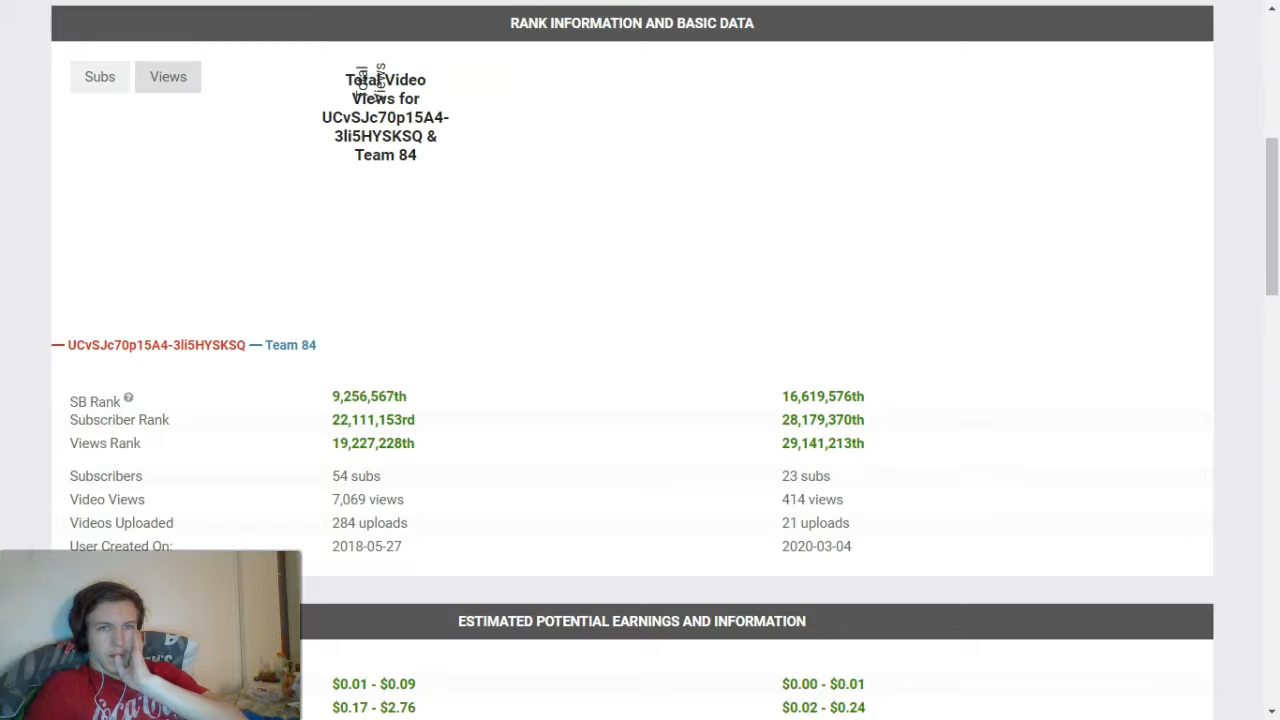 RANK INFORMATION AND BASIC DATA
Subs
Views
Total Views
Total Video
Views for
UCvSJc70p15A4-
3li5HYSKSQ &
Team 84
— UCvSJc70p15A4-3li5HYSKSQ — Team 84
SB Rank ? 9,256,567th 16,619,576th
Subscriber Rank 22,111,153rd 28,179,370th
Views Rank 19,227,228th 29,141,213th
Subscribers 54 subs 23 subs
Video Views 7,069 views 414 views
Videos Uploaded 284 uploads 21 uploads
User Created On: 2018-05-27 2020-03-04
ESTIMATED POTENTIAL EARNINGS AND INFORMATION
$0.01 - $0.09 $0.00 - $0.01
$0.17 - $2.76 $0.02 - $0.24